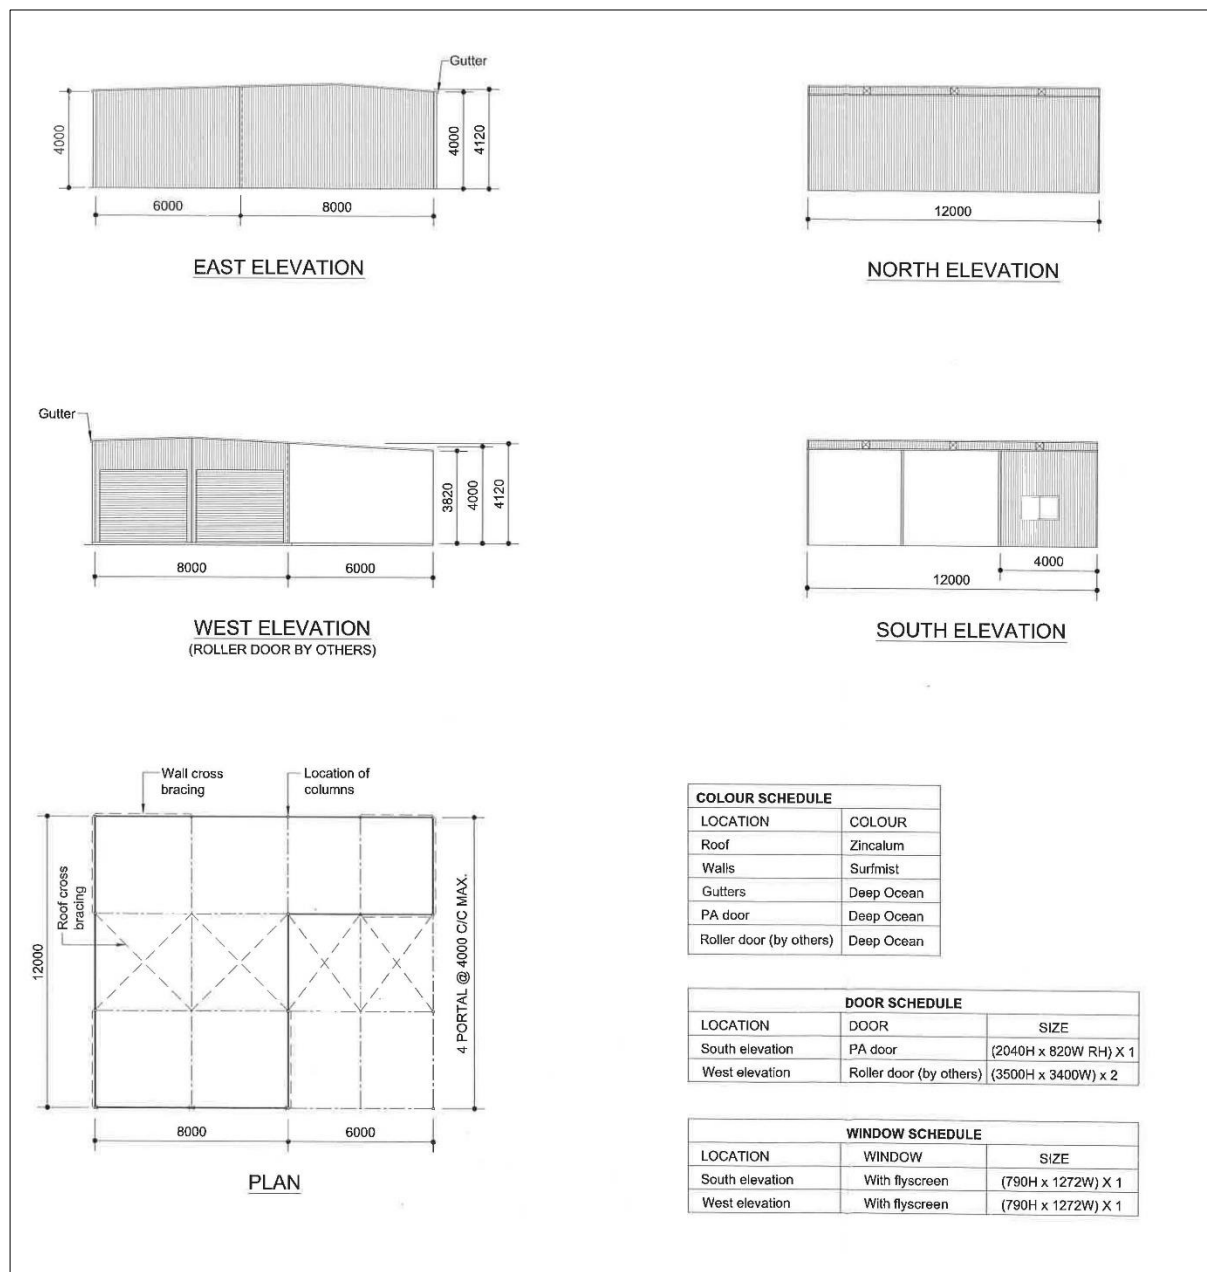 Gutter
4000
4000
4120
6000
8000
EAST ELEVATION
12000
NORTH ELEVATION
Gutter
3820
4000
4120
8000
6000
WEST ELEVATION
(ROLLER DOOR BY OTHERS)
4000
12000
SOUTH ELEVATION
Wall cross
bracing
Location of
columns
Roof cross
bracing
12000
4 PORTAL @ 4000 C/C MAX.
8000
6000
PLAN
COLOUR SCHEDULE
LOCATION COLOUR
Roof Zincalum
Walls Surfmist
Gutters Deep Ocean
PA door Deep Ocean
Roller door (by others) Deep Ocean
DOOR SCHEDULE
LOCATION DOOR SIZE
South elevation PA door (2040H x 820W RH) X 1
West elevation Roller door (by others) (3500H x 3400W) x 2
WINDOW SCHEDULE
LOCATION WINDOW SIZE
South elevation With flyscreen (790H x 1272W) X 1
West elevation With flyscreen (790H x 1272W) X 1